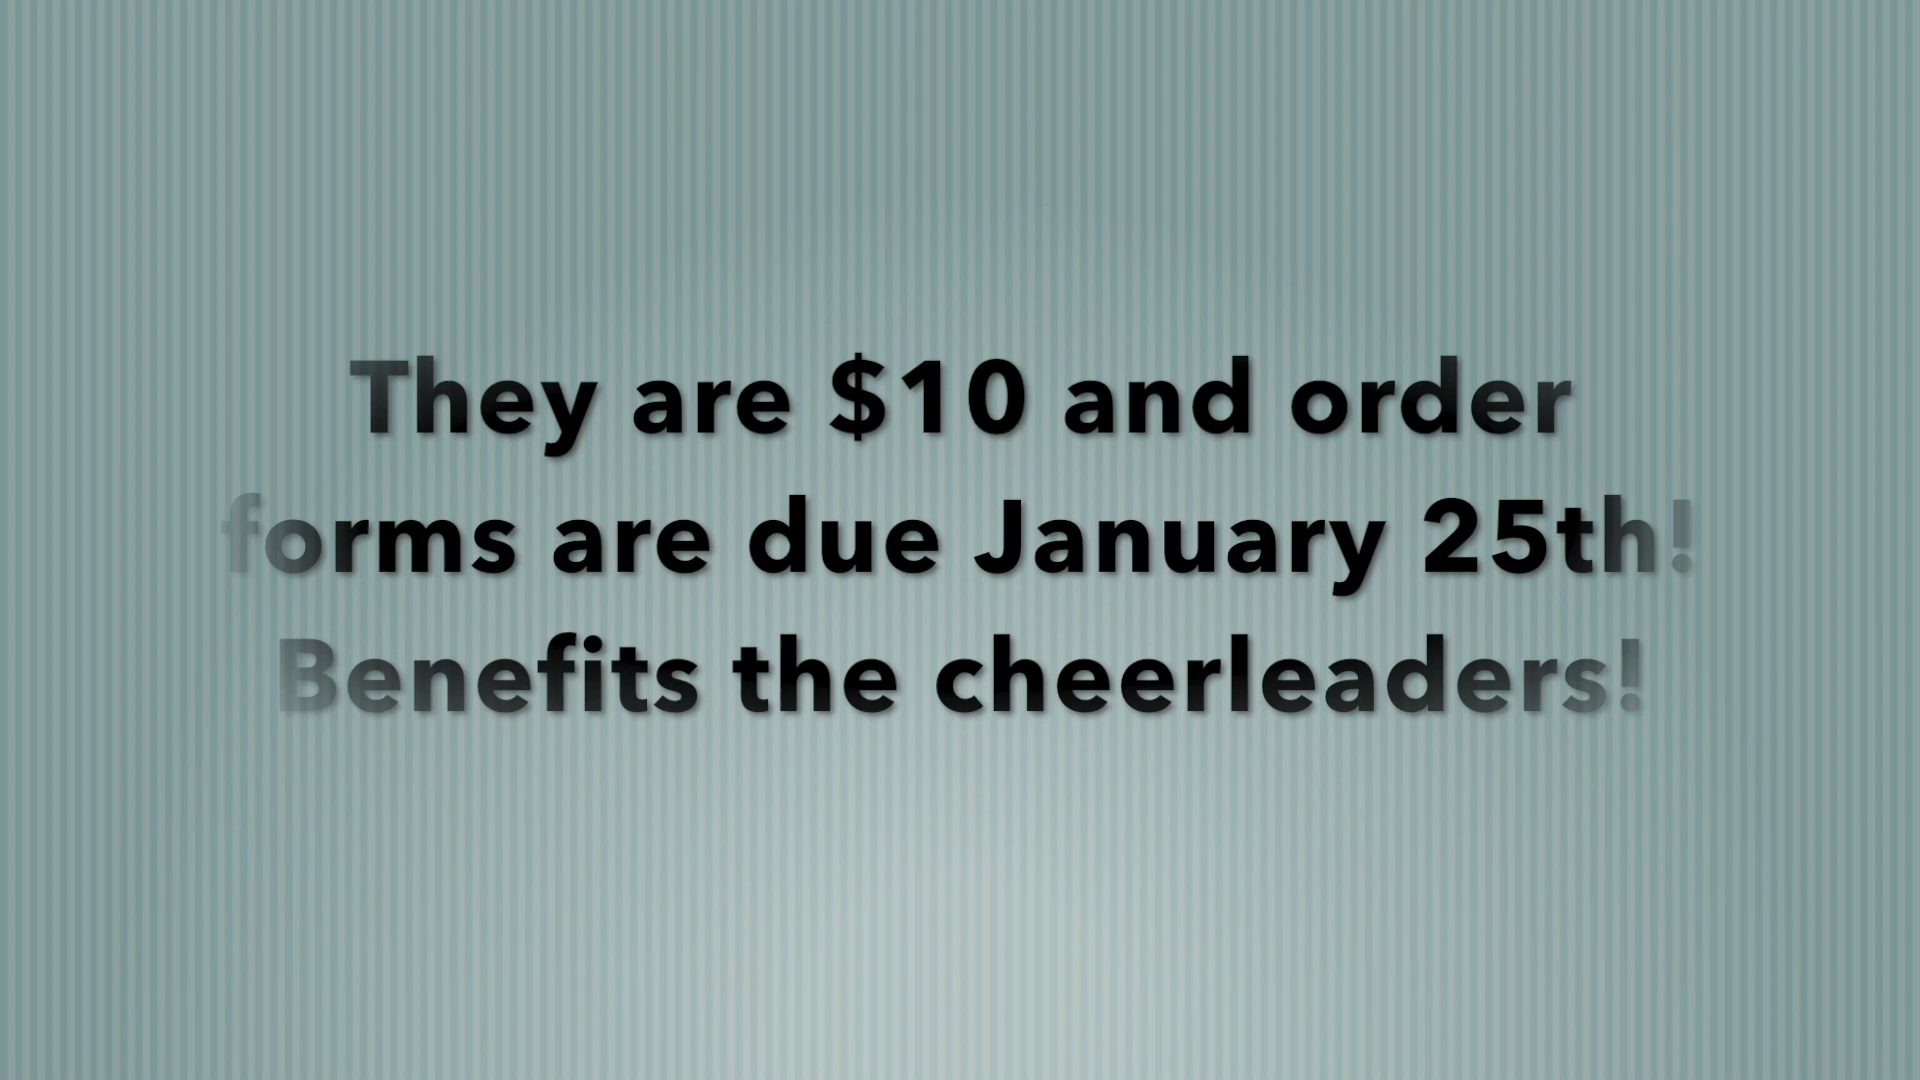 They are $10 and order
forms are due January 25th!
Benefits the cheerleaders!